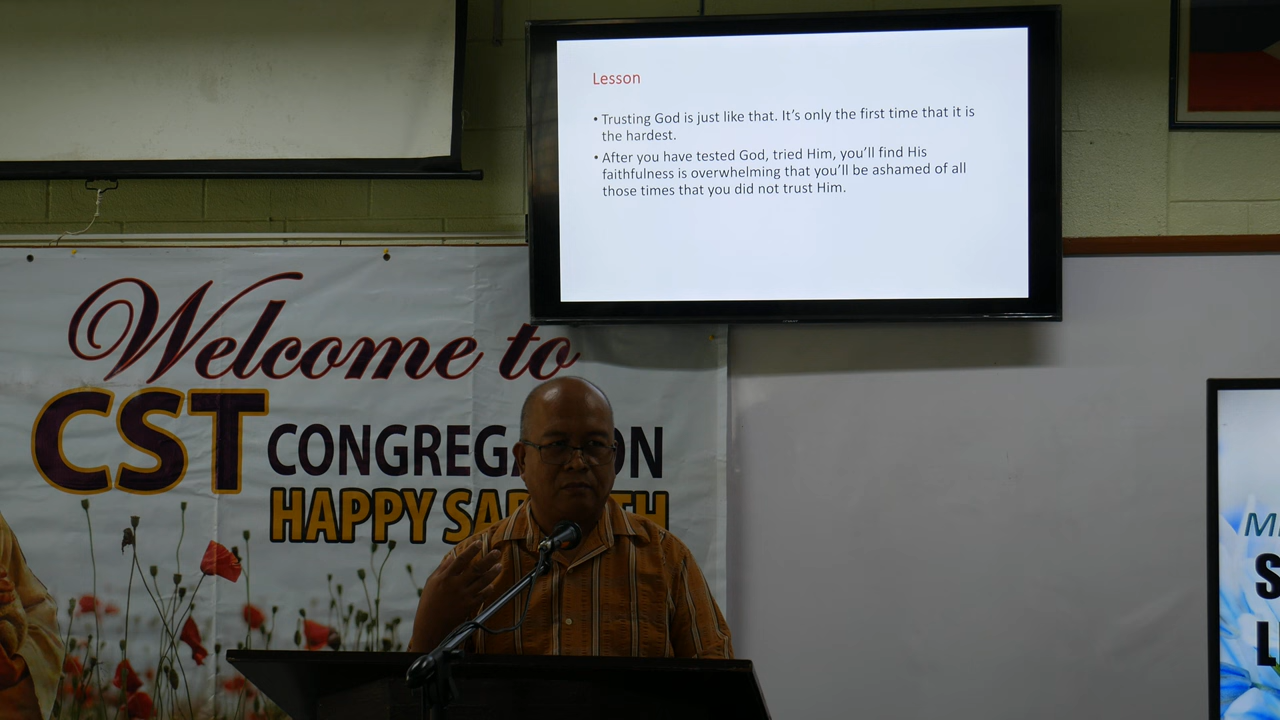 Lesson
• Trusting God is just like that. It's only the first time that it is
the hardest.
• After you have tested God, tried Him, you'll find His
faithfulness is overwhelming that you'll be ashamed of all
those times that you did not trust Him.
Welcome to
CST
CONGREG ON
HAPPY SA TH